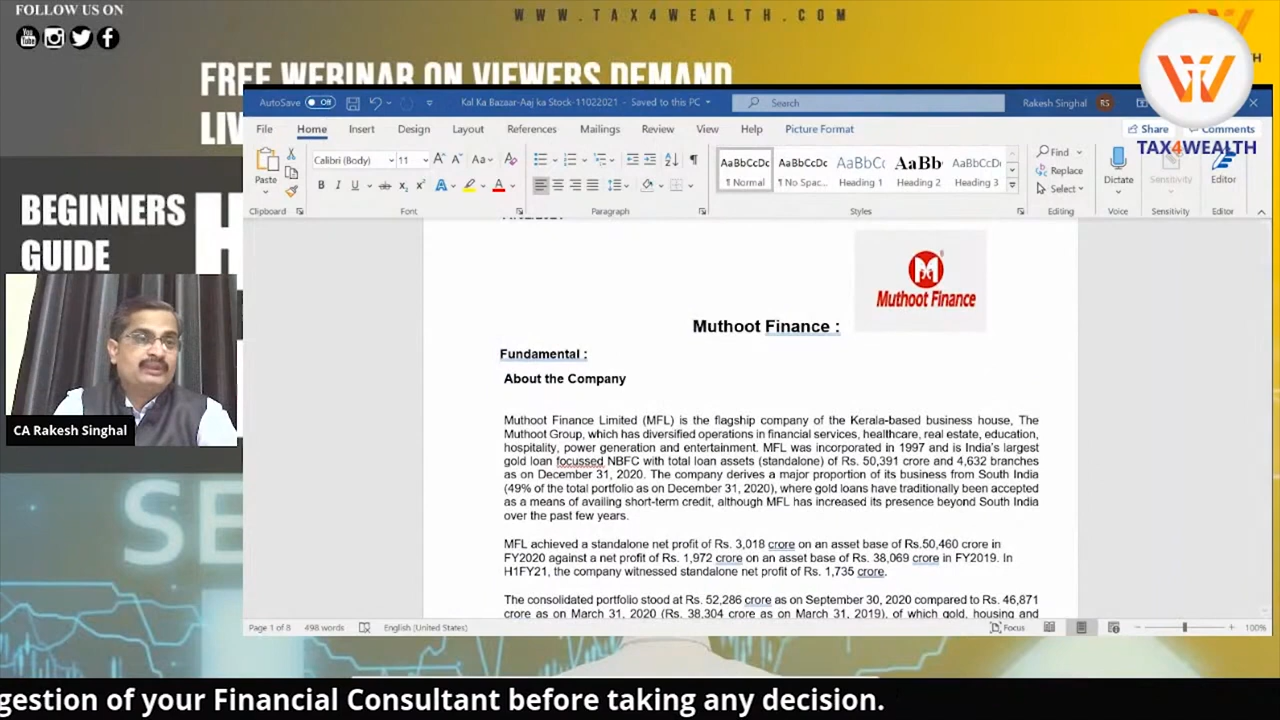 FOLLOW US ON
WWW.TAX4WEALTH.COM
FREE WEBINAR ON VIEWERS DEMAND
BEGINNERS
GUIDE
AutoSave Off
Kal Ka Bazaar-Aaj ka Stock-11022021 - Saved to this PC
Search
Rakesh Singhal RS
File Home Insert Design Layout References Mailings Review View Help Picture Format
Share Comments
TAX4WEALTH
Paste
Calibri (Body) 11
AaBbCcDc AaBbCcDc AaBbCc AaBb AaBbCcDc
¶ Normal ¶ No Spac... Heading 1 Heading 2 Heading 3
Find
Replace
Select
Dictate
Sensitivity
Editor
Clipboard Font Paragraph Styles Editing Voice Sensitivity Editor
Muthoot Finance
Muthoot Finance :
Fundamental :
About the Company
Muthoot Finance Limited (MFL) is the flagship company of the Kerala-based business house, The
Muthoot Group, which has diversified operations in financial services, healthcare, real estate, education,
hospitality, power generation and entertainment. MFL was incorporated in 1997 and is India's largest
gold loan focussed NBFC with total loan assets (standalone) of Rs. 50,391 crore and 4,632 branches
as on December 31, 2020. The company derives a major proportion of its business from South India
(49% of the total portfolio as on December 31, 2020), where gold loans have traditionally been accepted
as a means of availing short-term credit, although MFL has increased its presence beyond South India
over the past few years.
MFL achieved a standalone net profit of Rs. 3,018 crore on an asset base of Rs.50,460 crore in
FY2020 against a net profit of Rs. 1,972 crore on an asset base of Rs. 38,069 crore in FY2019. In
H1FY21, the company witnessed standalone net profit of Rs. 1,735 crore.
The consolidated portfolio stood at Rs. 52,286 crore as on September 30, 2020 compared to Rs. 46,871
crore as on March 31, 2020 (Rs. 38,304 crore as on March 31, 2019), of which gold, housing and
CA Rakesh Singhal
Page 1 of 8 498 words English (United States) Focus 100%
gestion of your Financial Consultant before taking any decision.